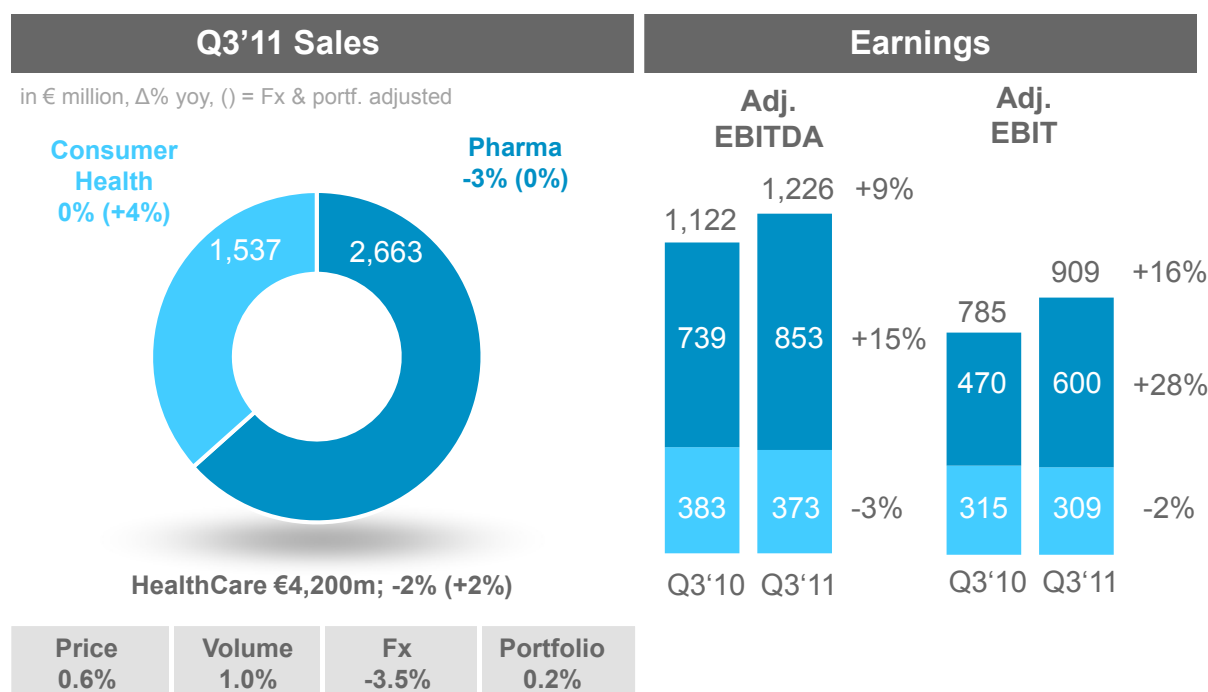 Q3’11 Sales
in € million, Δ% yoy, () = Fx & portf. adjusted
Consumer
Health
0% (+4%)
Pharma
-3% (0%)
1,537
2,663
HealthCare €4,200m; -2% (+2%)
Price
0.6%
Volume
1.0%
Fx
-3.5%
Portfolio
0.2%
Earnings
Adj.
EBITDA
1,122
1,226 +9%
739
853 +15%
383
373 -3%
Q3‘10 Q3‘11
Adj.
EBIT
785
909 +16%
470
600 +28%
315
309 -2%
Q3‘10 Q3‘11